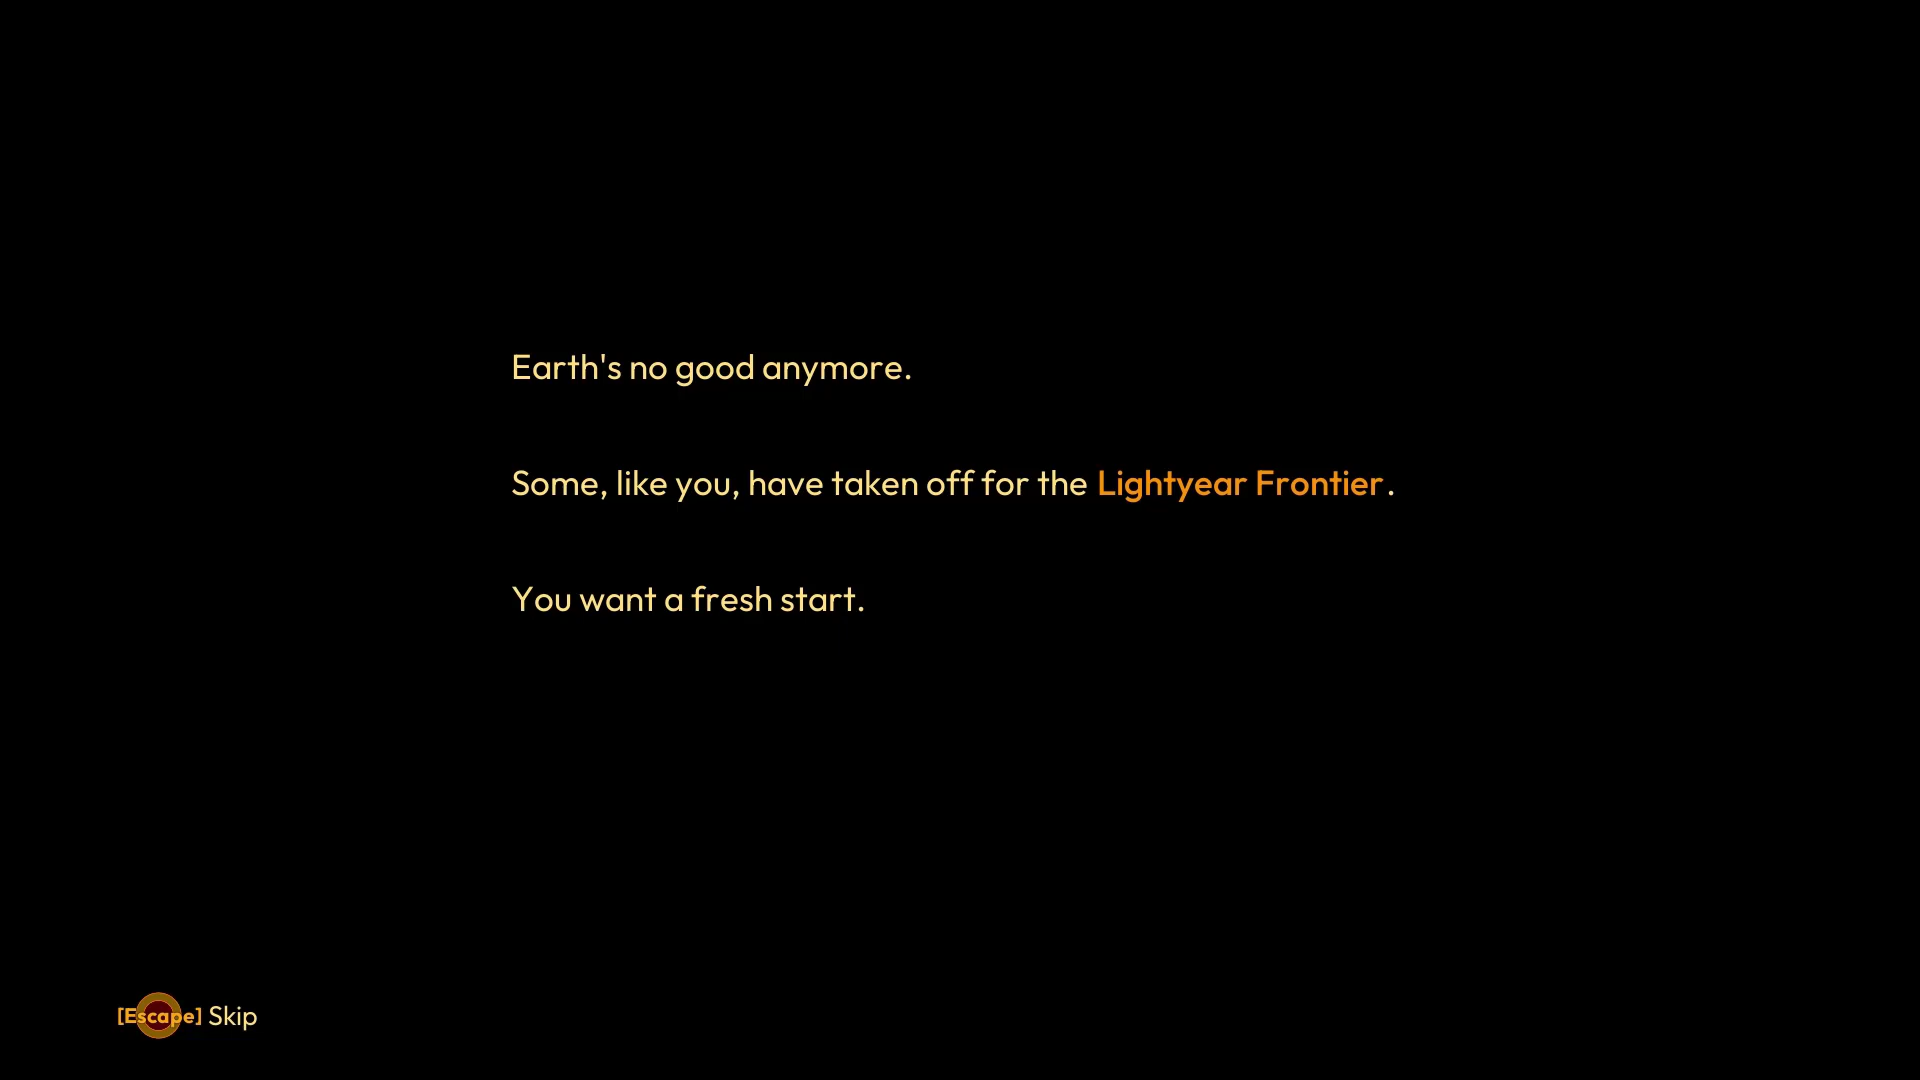 Earth's no good anymore.
Some, like you, have taken off for the Lightyear Frontier.
You want a fresh start.
[Escape] Skip